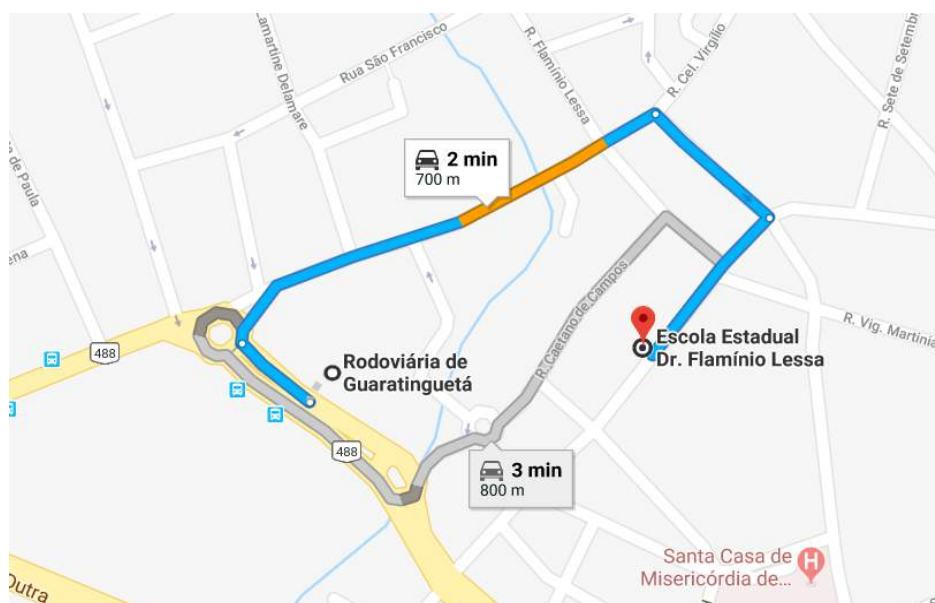 Lamartine Delamare
Rua São Francisco
R. Flamínio Lessa
R. Cel. Virgílio
R. Sete de Setemb
de Paula
ena
2 min
700 m
R. Caetano de Campos
R. Vig. Martinia
Escola Estadual
Dr. Flamínio Lessa
Rodoviária de
Guaratinguetá
488
488
3 min
800 m
Santa Casa de
Misericórdia de...
H
Dutra